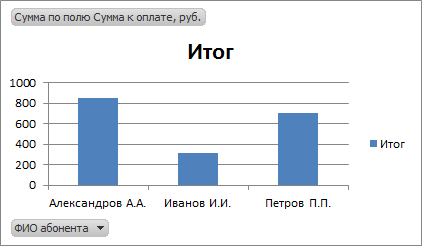 Сумма по полю Сумма к оплате, руб.
Итог
1000
800
600
400
200
0
Александров А.А. Иванов И.И. Петров П.П.
Итог
ФИО абонента